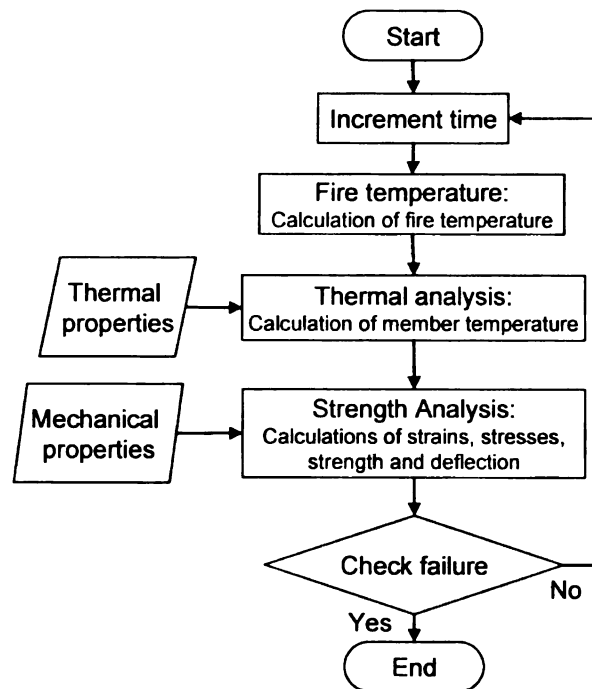 Start
Increment time
Fire temperature:
Calculation of fire temperature
Thermal
properties
Thermal analysis:
Calculation of member temperature
Mechanical
properties
Strength Analysis:
Calculations of strains, stresses,
strength and deflection
Check failure
No
Yes
End